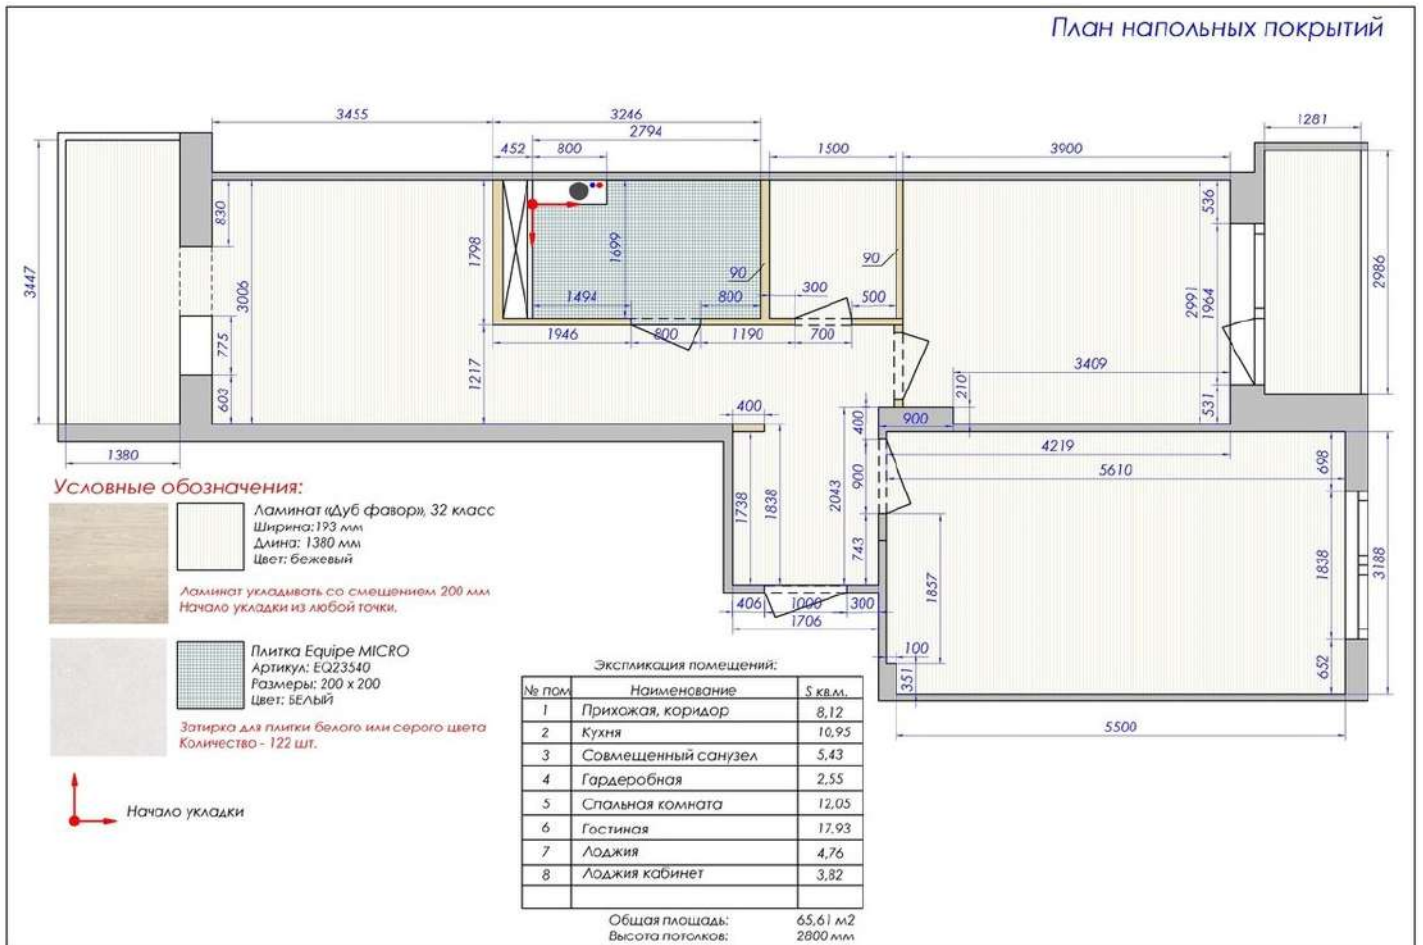 План напольных покрытий
3455
3246
2794
452
800
1500
3900
1281
830
3006
775
603
3447
1380
1798
1217
1699
1494
800
90
90
300
500
1946
800
1190
700
536
2991
1964
531
2986
3409
210
400
900
400
4219
5610
698
900
1738
1838
2043
743
1857
1838
3188
406
1000
300
1706
100
351
652
5500
Условные обозначения:
Ламинат «Дуб фавор», 32 класс
Ширина:193 мм
Длина: 1380 мм
Цвет: бежевый
Ламинат укладывать со смещением 200 мм
Начало укладки из любой точки.
Плитка Equipe MICRO
Артикул: EQ23540
Размеры: 200 x 200
Цвет: БЕЛЫЙ
Затирка для плитки белого или серого цвета
Количество - 122 шт.
Начало укладки
Экспликация помещений:
№ пом Наименование S кв.м.
1 Прихожая, коридор 8,12
2 Кухня 10,95
3 Совмещенный санузел 5,43
4 Гардеробная 2,55
5 Спальная комната 12,05
6 Гостиная 17,93
7 Лоджия 4,76
8 Лоджия кабинет 3,82
Общая площадь: 65,61 м2
Высота потолков: 2800 мм